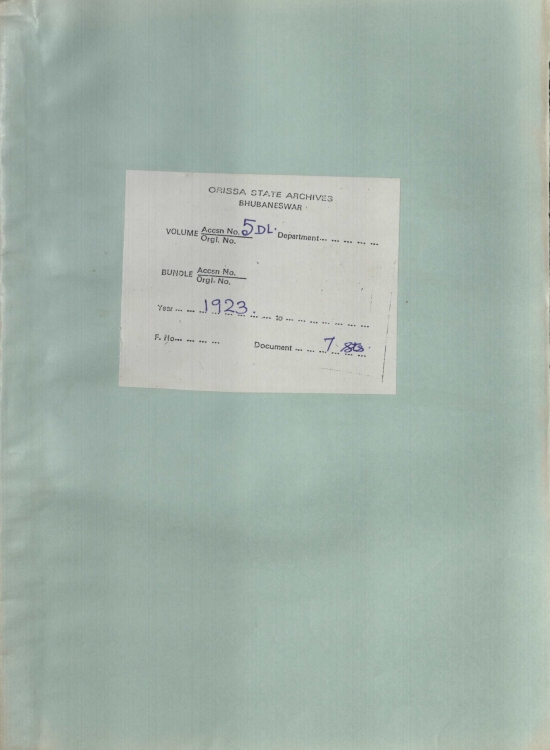 ORISSA STATE ARCHIVES
BHUBANESWAR
VOLUME Accsn No. 5DL. Department... ... ... ... ...
Orgl. No.
BUNDLE Accsn No.
Orgl. No.
Year ... ... 1923. ... ... to ... ... ... ... ... ... ...
F. No... ... ... ...
Document ... ... ... 7 ... ...